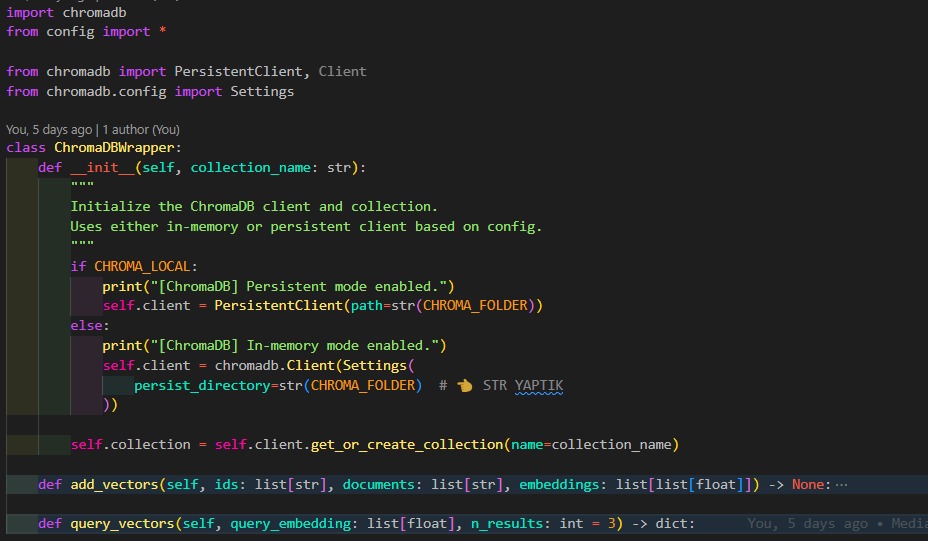 import chromadb
from config import *
from chromadb import PersistentClient, Client
from chromadb.config import Settings
You, 5 days ago | 1 author (You)
class ChromaDBWrapper:
def __init__(self, collection_name: str):
"""
Initialize the ChromaDB client and collection.
Uses either in-memory or persistent client based on config.
"""
if CHROMA_LOCAL:
print("[ChromaDB] Persistent mode enabled.")
self.client = PersistentClient(path=str(CHROMA_FOLDER))
else:
print("[ChromaDB] In-memory mode enabled.")
self.client = chromadb.Client(Settings(
persist_directory=str(CHROMA_FOLDER) # 👈 STR YAPTIK
))
self.collection = self.client.get_or_create_collection(name=collection_name)
def add_vectors(self, ids: list[str], documents: list[str], embeddings: list[list[float]]) -> None:⋯
def query_vectors(self, query_embedding: list[float], n_results: int = 3) -> dict: You, 5 days ago • Media